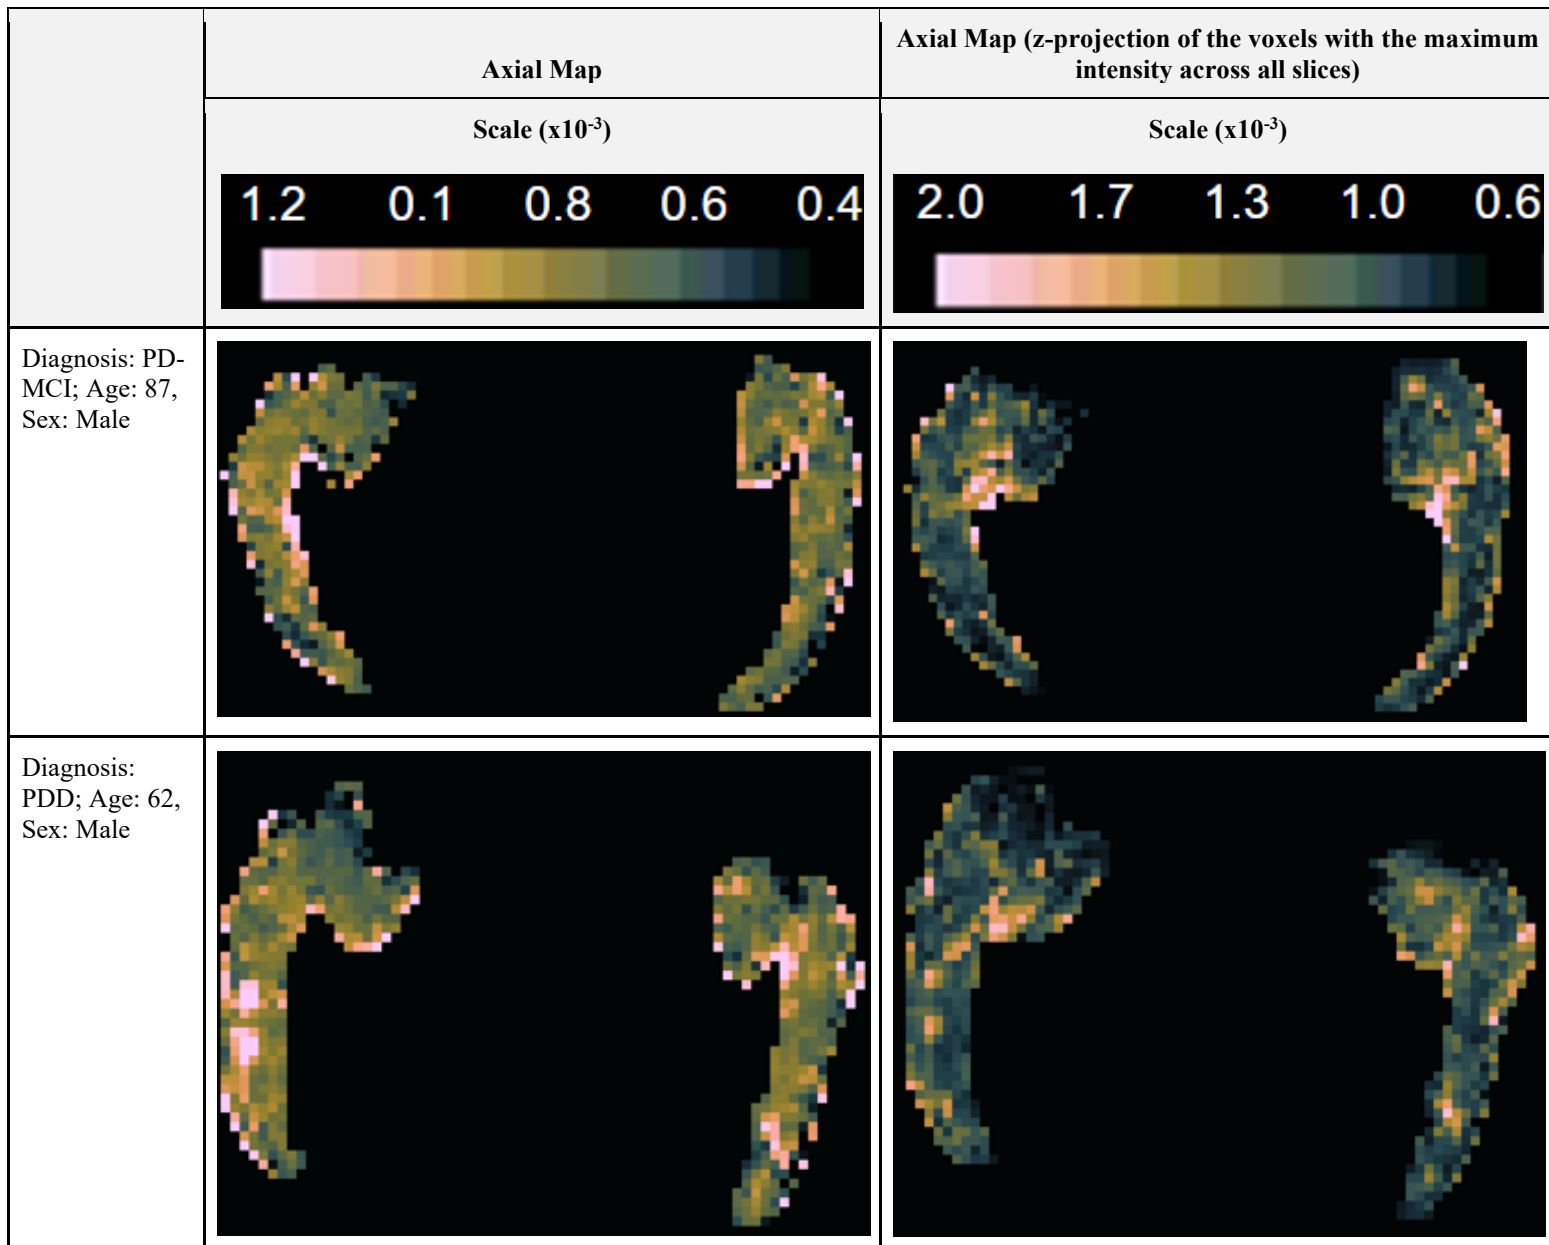 Axial Map
Axial Map (z-projection of the voxels with the maximum
intensity across all slices)
Scale (x10⁻³)
Scale (x10⁻³)
1.2 0.1 0.8 0.6 0.4
2.0 1.7 1.3 1.0 0.6
Diagnosis: PD-
MCI; Age: 87,
Sex: Male
Diagnosis:
PDD; Age: 62,
Sex: Male